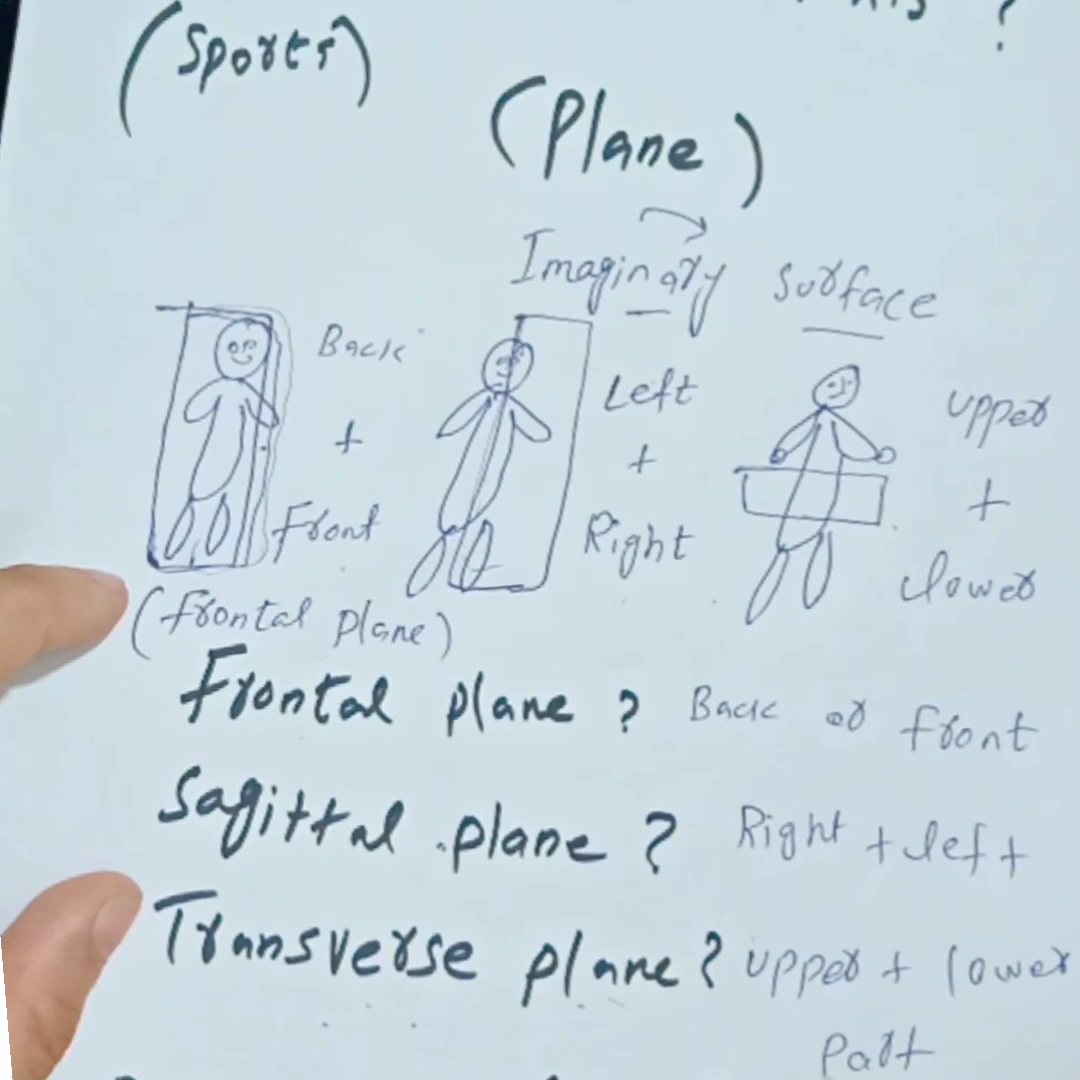 (Sports)
(Plane)
Imaginary surface
Back
+
Front
Left
+
Right
upper
+
lower
(frontal plane)
Frontal plane ? Back or front
Sagittal plane ? Right + left
Transverse plane ? upper + lower
part